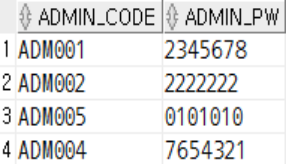 ADMIN_CODE ADMIN_PW
1 ADM001 2345678
2 ADM002 2222222
3 ADM005 0101010
4 ADM004 7654321